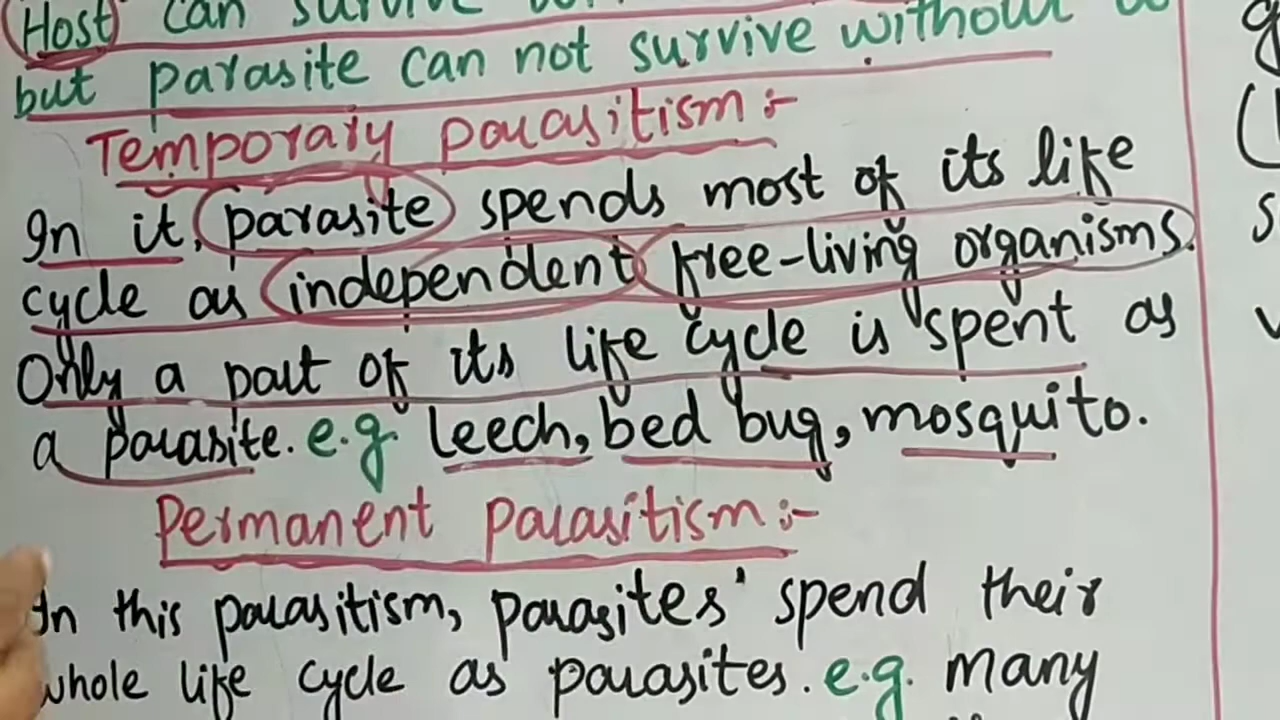 Host can survive
but parasite can not survive without
Temporary parasitism:-
In it, parasite spends most of its life
cycle as independent free-living organisms.
Only a part of its life cycle is spent as
a parasite. e.g. leech, bed bug, mosquito.
Permanent Parasitism:-
In this parasitism, parasites' spend their
whole life cycle as parasites. e.g. many